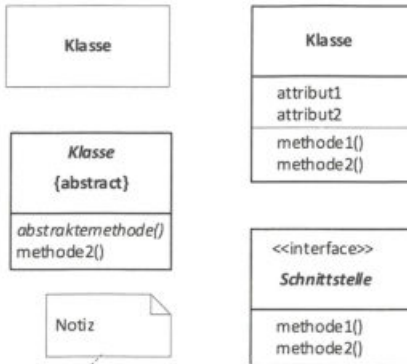 Klasse
Klasse
attribut1
attribut2
methode1()
methode2()
Klasse
{abstract}
abstraktemethode()
methode2()
<<interface>>
Schnittstelle
methode1()
methode2()
Notiz